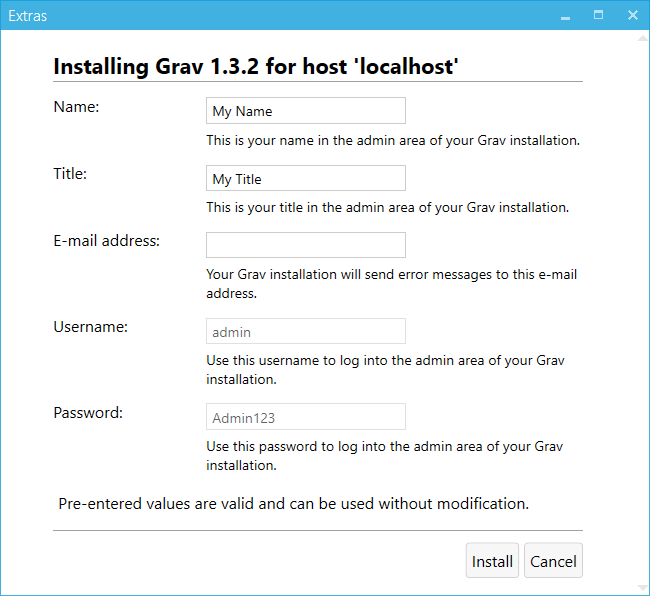 Extras
Installing Grav 1.3.2 for host 'localhost'
Name:
My Name
This is your name in the admin area of your Grav installation.
Title:
My Title
This is your title in the admin area of your Grav installation.
E-mail address:
Your Grav installation will send error messages to this e-mail
address.
Username:
admin
Use this username to log into the admin area of your Grav
installation.
Password:
Admin123
Use this password to log into the admin area of your Grav
installation.
Pre-entered values are valid and can be used without modification.
Install Cancel